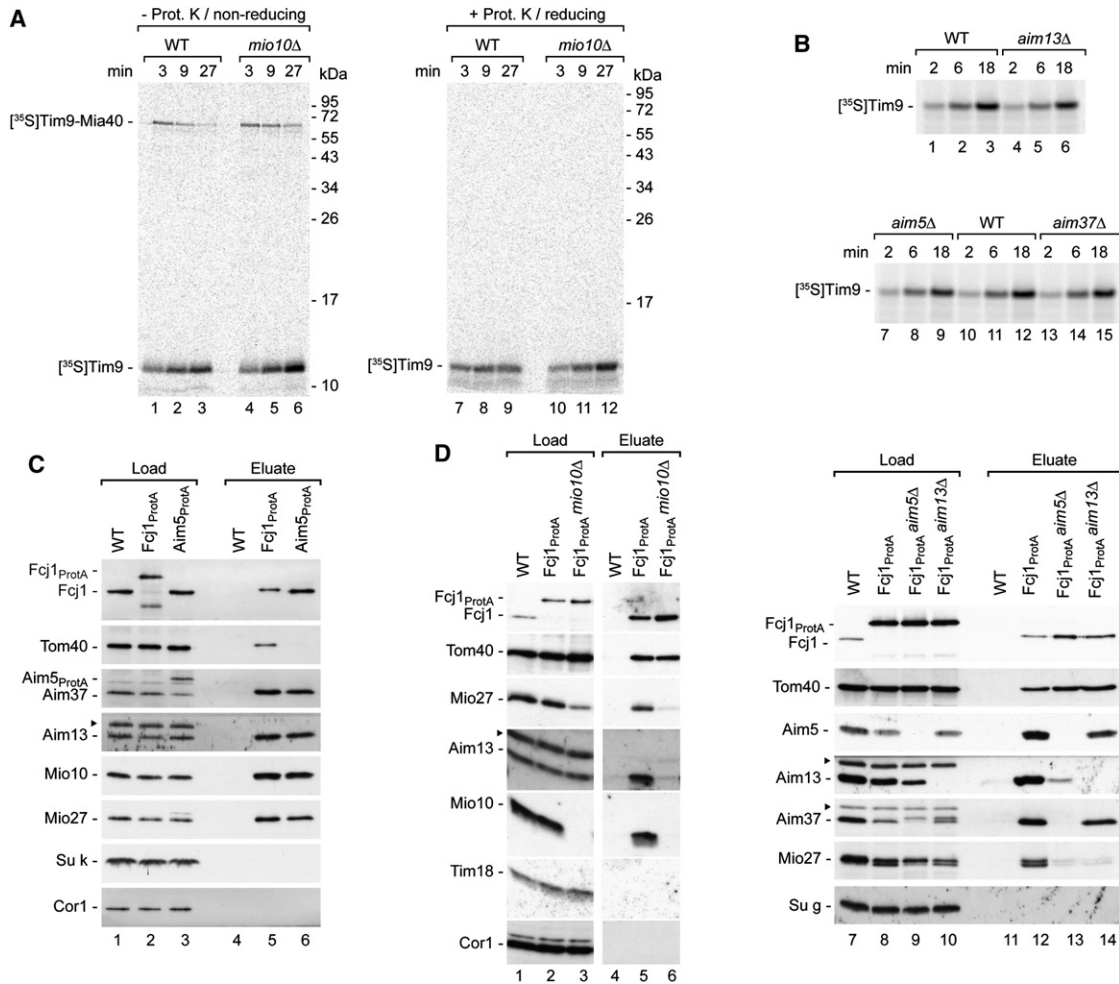 A
- Prot. K / non-reducing
WT mio10Δ
min 3 9 27 3 9 27 kDa
[35S]Tim9-Mia40 -
- 95
- 72
- 55
- 43
- 34
- 26
- 17
[35S]Tim9 -
- 10
1 2 3 4 5 6
+ Prot. K / reducing
WT mio10Δ
min 3 9 27 3 9 27 kDa
- 95
- 72
- 55
- 43
- 34
- 26
- 17
[35S]Tim9 -
- 10
7 8 9 10 11 12
B
WT aim13Δ
min 2 6 18 2 6 18
[35S]Tim9 -
1 2 3 4 5 6
aim5Δ WT aim37Δ
min 2 6 18 2 6 18 2 6 18
[35S]Tim9 -
7 8 9 10 11 12 13 14 15
C
Load Eluate
WT Fcj1ProtA Aim5ProtA WT Fcj1ProtA Aim5ProtA
Fcj1ProtA -
Fcj1 -
Tom40 -
Aim5ProtA -
Aim37 -
Aim13 -
Mio10 -
Mio27 -
Su k -
Cor1 -
1 2 3 4 5 6
D
Load Eluate
WT Fcj1ProtA Fcj1ProtA mio10Δ WT Fcj1ProtA Fcj1ProtA mio10Δ
Fcj1ProtA -
Fcj1 -
Tom40 -
Mio27 -
Aim13 -
Mio10 -
Tim18 -
Cor1 -
1 2 3 4 5 6
Load Eluate
WT Fcj1ProtA Fcj1ProtA aim5Δ Fcj1ProtA aim13Δ WT Fcj1ProtA Fcj1ProtA aim5Δ Fcj1ProtA aim13Δ
Fcj1ProtA -
Fcj1 -
Tom40 -
Aim5 -
Aim13 -
Aim37 -
Mio27 -
Su g -
7 8 9 10 11 12 13 14